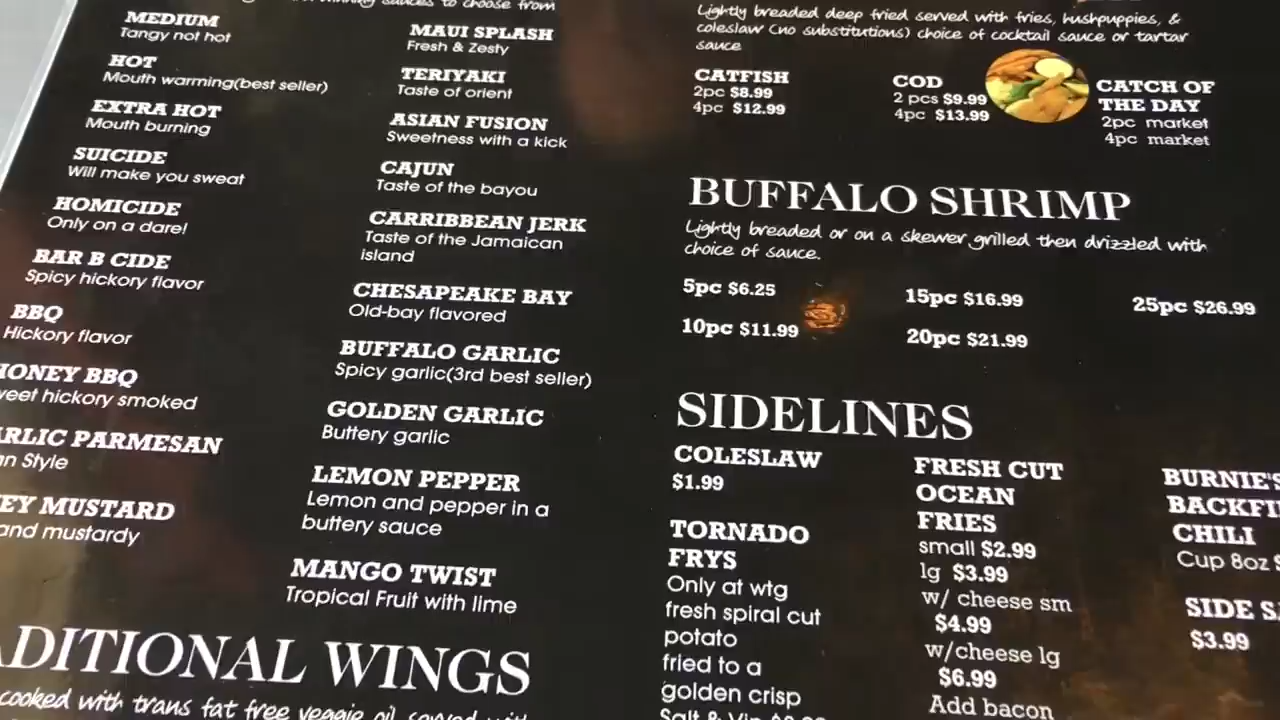 sauces to choose from
MEDIUM
Tangy not hot
HOT
Mouth warming(best seller)
EXTRA HOT
Mouth burning
SUICIDE
Will make you sweat
HOMICIDE
Only on a dare!
BAR B CIDE
Spicy hickory flavor
BBQ
Hickory flavor
HONEY BBQ
weet hickory smoked
ARLIC PARMESAN
an Style
EY MUSTARD
and mustardy
MAUI SPLASH
Fresh & Zesty
TERIYAKI
Taste of orient
ASIAN FUSION
Sweetness with a kick
CAJUN
Taste of the bayou
CARRIBBEAN JERK
Taste of the Jamaican
island
CHESAPEAKE BAY
Old-bay flavored
BUFFALO GARLIC
Spicy garlic(3rd best seller)
GOLDEN GARLIC
Buttery garlic
LEMON PEPPER
Lemon and pepper in a
buttery sauce
MANGO TWIST
Tropical Fruit with lime
ADITIONAL WINGS
cooked with trans fat free veggie oil served with
Lightly breaded deep fried served with fries, hushpuppies, &
coleslaw (no substitutions) choice of cocktail sauce or tartar
sauce
CATFISH
2pc $8.99
4pc $12.99
COD
2 pcs $9.99
4pc $13.99
CATCH OF
THE DAY
2pc market
4pc market
BUFFALO SHRIMP
Lightly breaded or on a skewer grilled then drizzled with
choice of sauce.
5pc $6.25
10pc $11.99
15pc $16.99
20pc $21.99
25pc $26.99
SIDELINES
COLESLAW
$1.99
TORNADO
FRYS
Only at wtg
fresh spiral cut
potato
fried to a
golden crisp
Salt & Vin
FRESH CUT
OCEAN
FRIES
small $2.99
lg $3.99
w/ cheese sm
$4.99
w/cheese lg
$6.99
Add bacon
BURNIE'S
BACKFI
CHILI
Cup 8oz $
SIDE S
$3.99